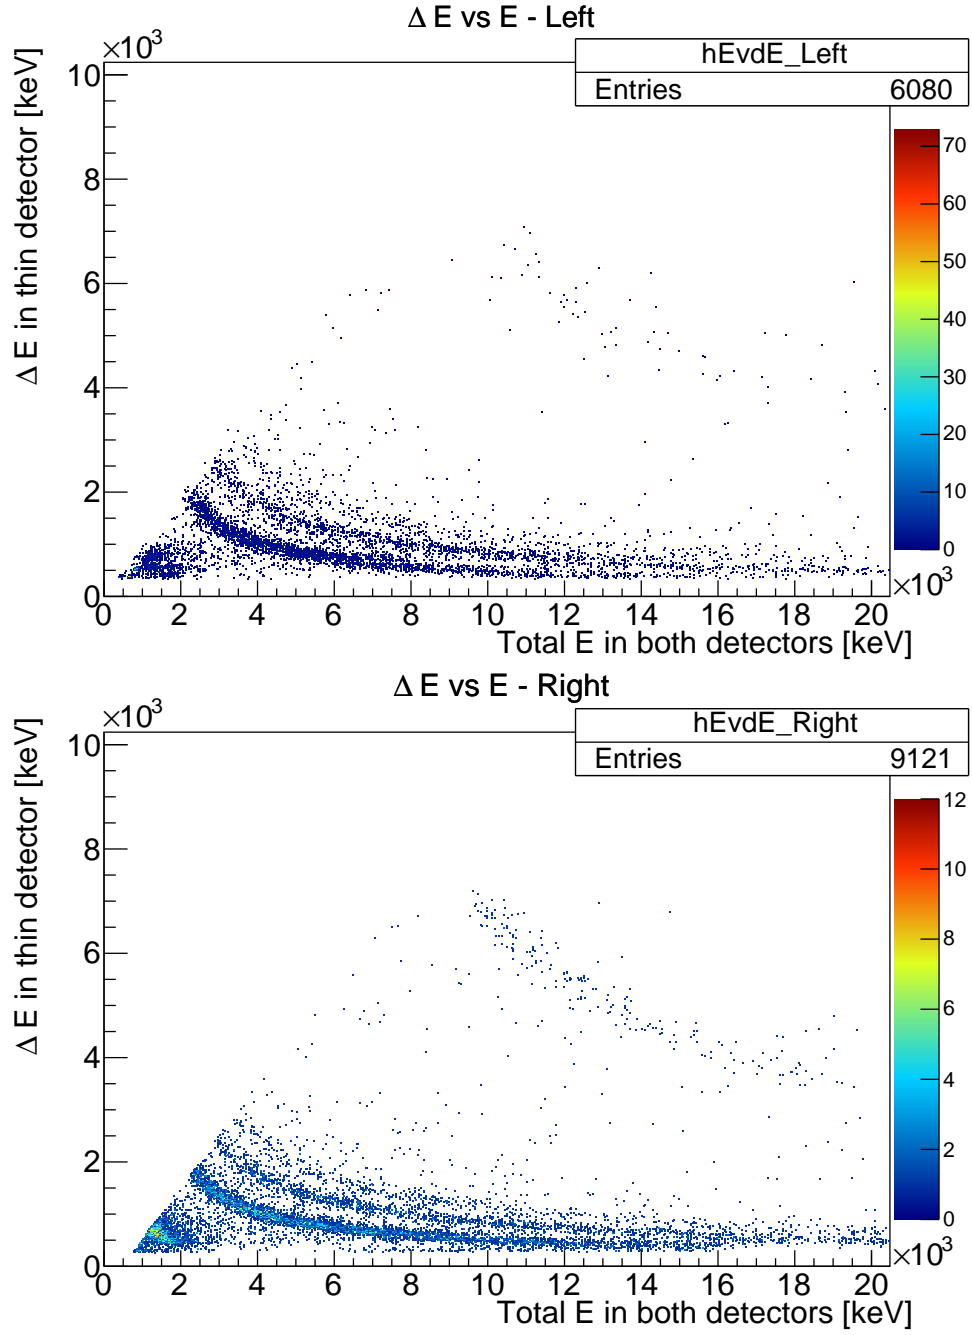 Δ E vs E - Left
×10³
hEvdE_Left
Entries 6080
Δ E in thin detector [keV]
10
8
6
4
2
0
70
60
50
40
30
20
10
0
0 2 4 6 8 10 12 14 16 18 20
×10³
Total E in both detectors [keV]
Δ E vs E - Right
×10³
hEvdE_Right
Entries 9121
Δ E in thin detector [keV]
10
8
6
4
2
0
12
10
8
6
4
2
0
0 2 4 6 8 10 12 14 16 18 20
×10³
Total E in both detectors [keV]